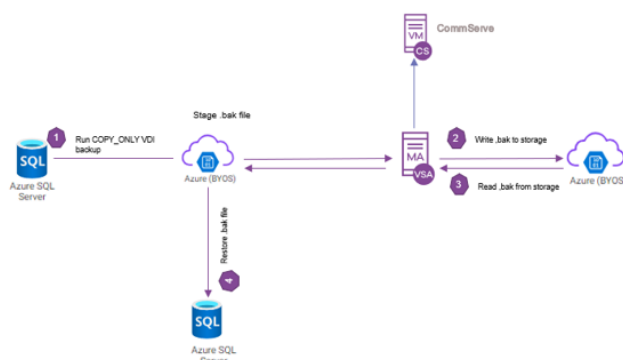 CommServe
VM
CS
Stage .bak file
1
Run COPY_ONLY VDI
backup
2
Write .bak to storage
SQL
MA
Azure SQL
Server
Azure (BYOS)
VSA
3
Read .bak from storage
Azure (BYOS
Restore .bak file
4
SQL
Azure SQL
Server